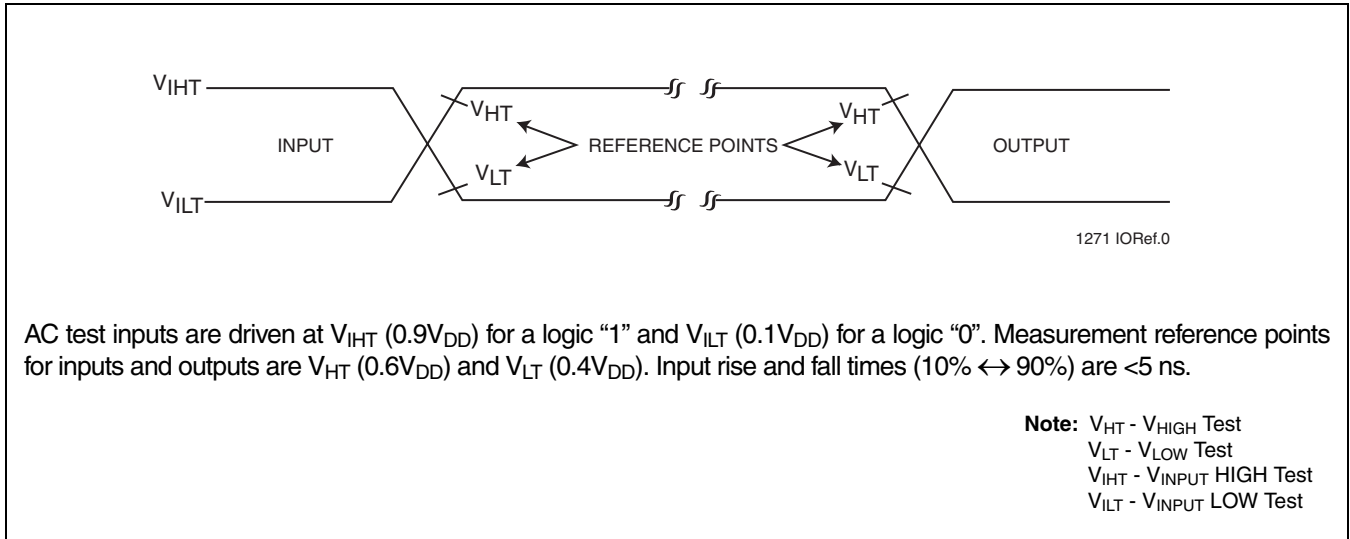 VIHT
VHT VHT
INPUT REFERENCE POINTS OUTPUT
VLT VLT
VILT
1271 IORef.0
AC test inputs are driven at VIHT (0.9VDD) for a logic “1” and VILT (0.1VDD) for a logic “0”. Measurement reference points
for inputs and outputs are VHT (0.6VDD) and VLT (0.4VDD). Input rise and fall times (10% ↔ 90%) are <5 ns.
Note: VHT - VHIGH Test
VLT - VLOW Test
VIHT - VINPUT HIGH Test
VILT - VINPUT LOW Test